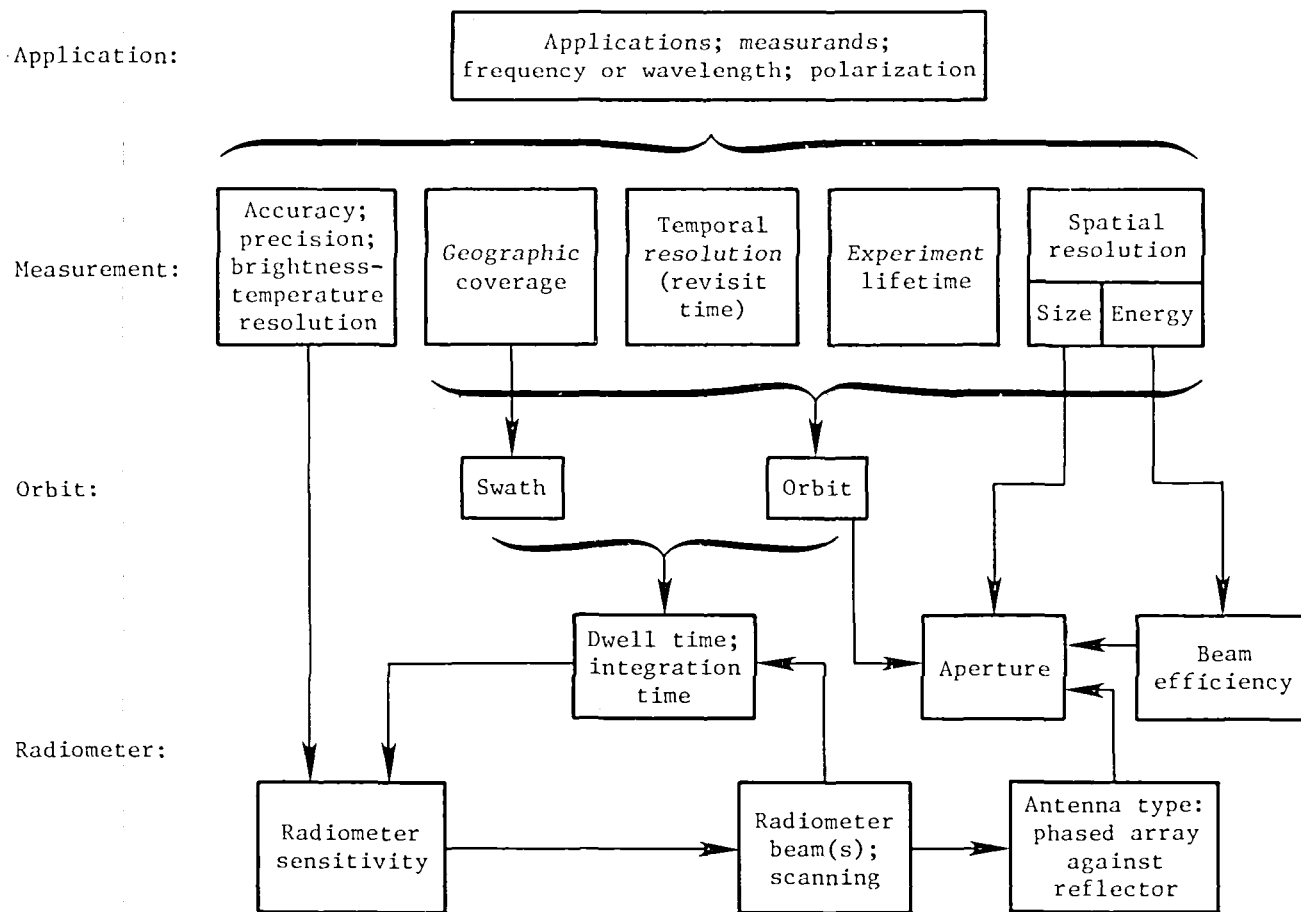 Application:
Applications; measurands;
frequency or wavelength; polarization
Measurement:
Accuracy;
precision;
brightness-
temperature
resolution
Geographic
coverage
Temporal
resolution
(revisit
time)
Experiment
lifetime
Spatial
resolution
Size
Energy
Orbit:
Swath
Orbit
Dwell time;
integration
time
Aperture
Beam
efficiency
Radiometer:
Radiometer
sensitivity
Radiometer
beam(s);
scanning
Antenna type:
phased array
against
reflector